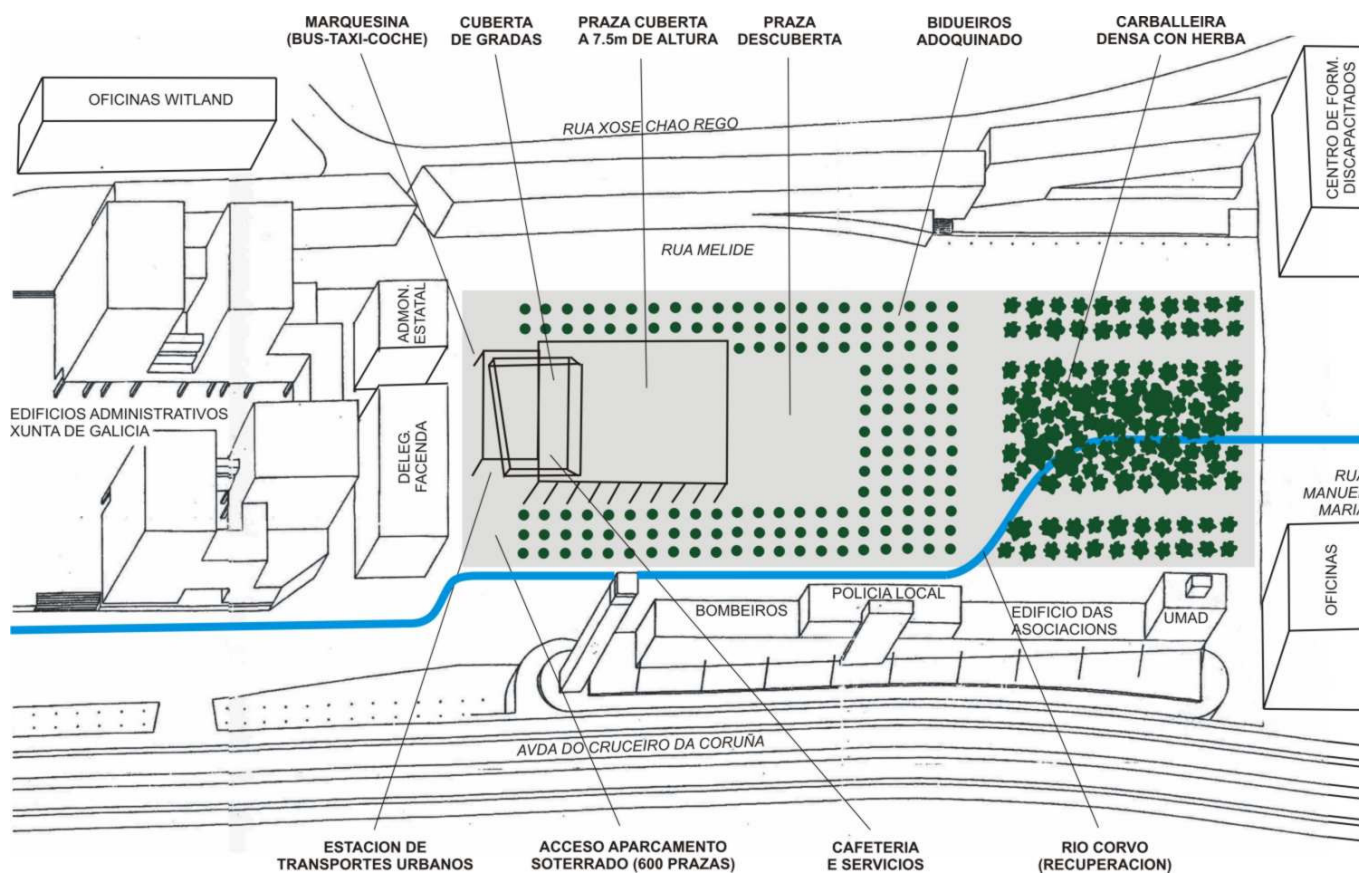 MARQUESINA
(BUS-TAXI-COCHE)
CUBERTA
DE GRADAS
PRAZA CUBERTA
A 7.5m DE ALTURA
PRAZA
DESCUBERTA
BIDUEIROS
ADOQUINADO
CARBALLEIRA
DENSA CON HERBA
OFICINAS WITLAND
RUA XOSE CHAO REGO
CENTRO DE FORM.
DISCAPACITADOS
RUA MELIDE
ADMON.
ESTATAL
EDIFICIOS ADMINISTRATIVOS
XUNTA DE GALICIA
DELEG.
FACENDA
RUA
MANUEL
MARIA
BOMBEIROS
POLICIA LOCAL
EDIFICIO DAS
ASOCIACIONS
UMAD
OFICINAS
AVDA DO CRUCEIRO DA CORUÑA
ESTACION DE
TRANSPORTES URBANOS
ACCESO APARCAMENTO
SOTERRADO (600 PRAZAS)
CAFETERIA
E SERVICIOS
RIO CORVO
(RECUPERACION)